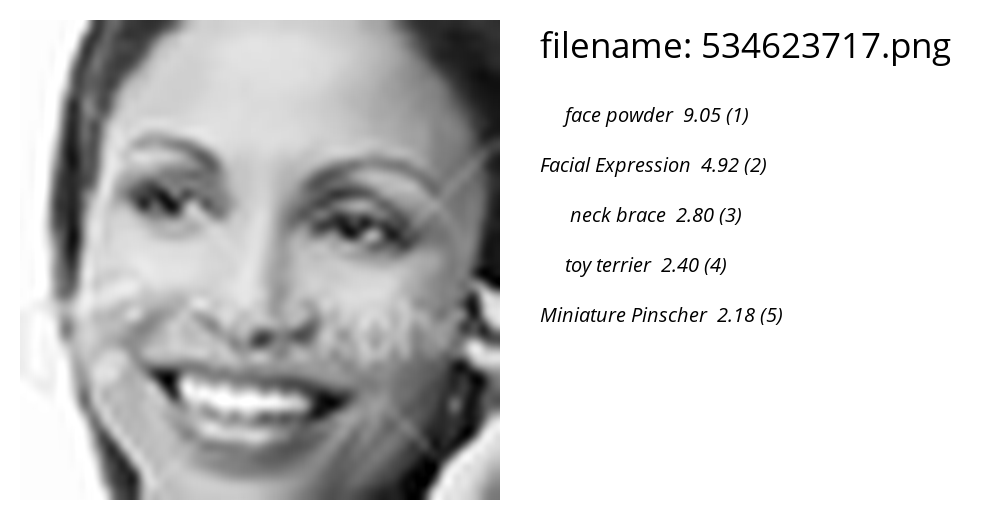 filename: 534623717.png
face powder 9.05 (1)
Facial Expression 4.92 (2)
neck brace 2.80 (3)
toy terrier 2.40 (4)
Miniature Pinscher 2.18 (5)